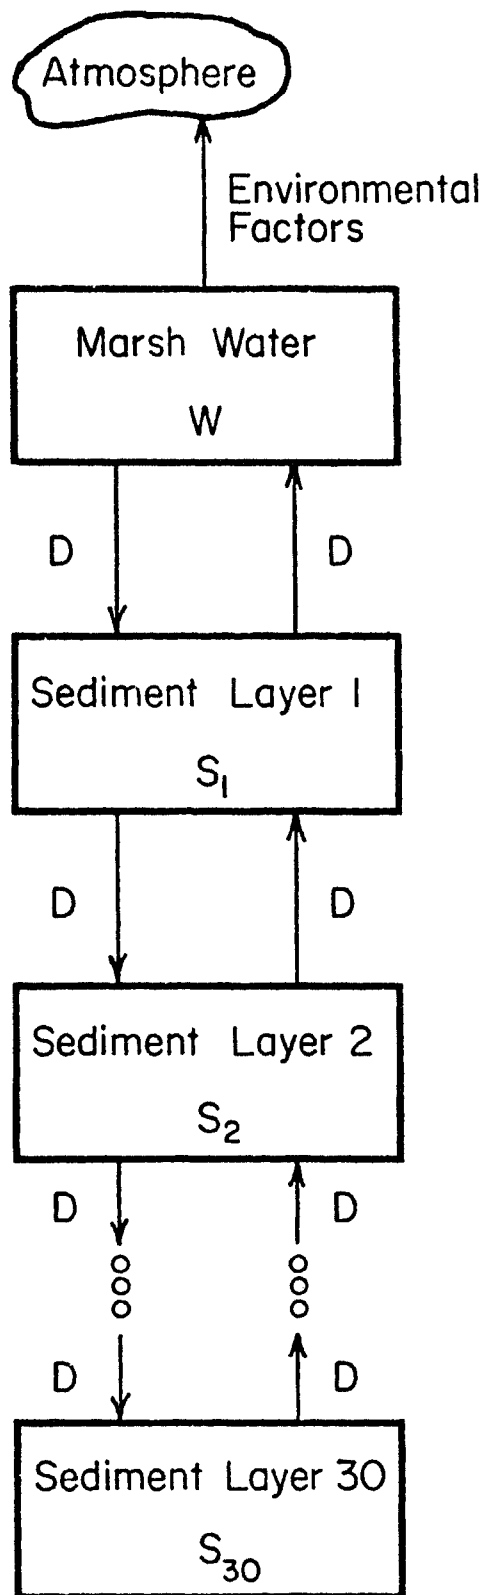 Atmosphere
Environmental
Factors
Marsh Water
W
D D
Sediment Layer 1
S₁
D D
Sediment Layer 2
S₂
D D
D D
Sediment Layer 30
S₃₀